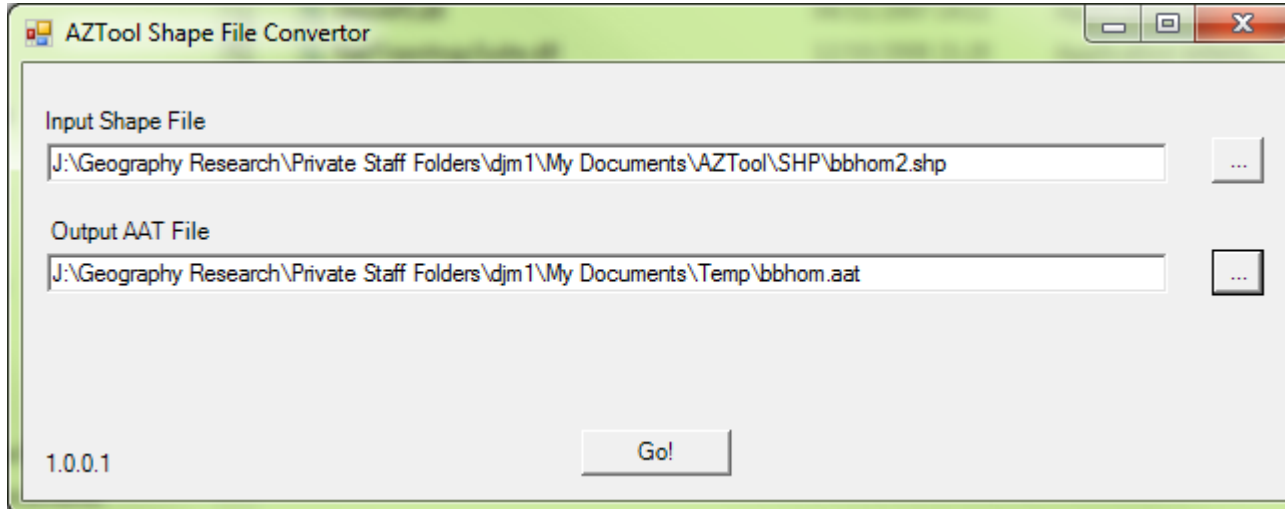 AZTool Shape File Convertor
Input Shape File
J:\Geography Research\Private Staff Folders\djm1\My Documents\AZTool\SHP\bbhom2.shp
...
Output AAT File
J:\Geography Research\Private Staff Folders\djm1\My Documents\Temp\bbhom.aat
...
Go!
1.0.0.1